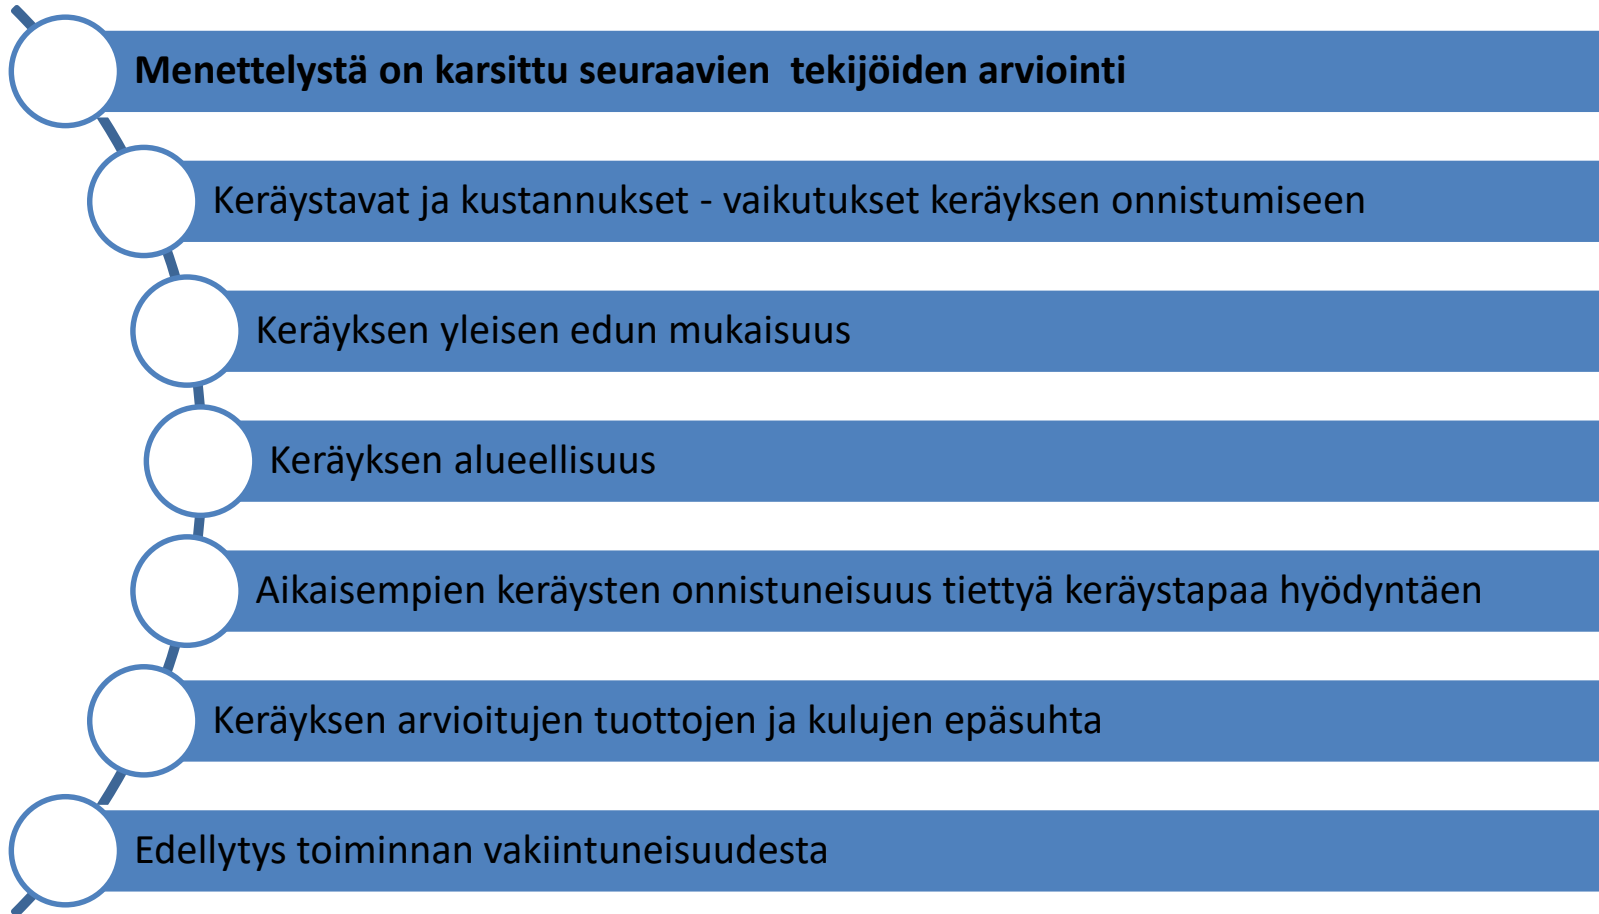 Menettelystä on karsittu seuraavien  tekijöiden arviointi
Keräystavat ja kustannukset - vaikutukset keräyksen onnistumiseen
Keräyksen yleisen edun mukaisuus
Keräyksen alueellisuus
Aikaisempien keräysten onnistuneisuus tiettyä keräystapaa hyödyntäen
Keräyksen arvioitujen tuottojen ja kulujen epäsuhta
Edellytys toiminnan vakiintuneisuudesta